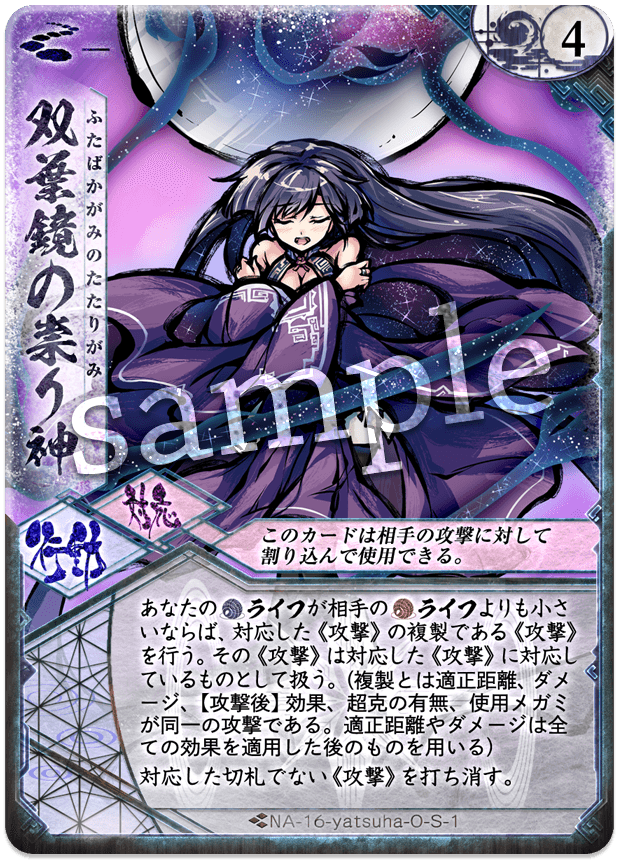 一
4
双葉鏡の祟り神
ふたばかがみのたたりがみ
sample
行動
対応
このカードは相手の攻撃に対して
割り込んで使用できる。
あなたのライフが相手のライフよりも小さ
いならば、対応した《攻撃》の複製である《攻撃》
を行う。その《攻撃》は対応した《攻撃》に対応し
ているものとして扱う。（複製とは適正距離、ダメ
ージ、【攻撃後】効果、超克の有無、使用メガミ
が同一の攻撃である。適正距離やダメージは全
ての効果を適用した後のものを用いる）
対応した切札でない《攻撃》を打ち消す。
NA-16-yatsuha-O-S-1